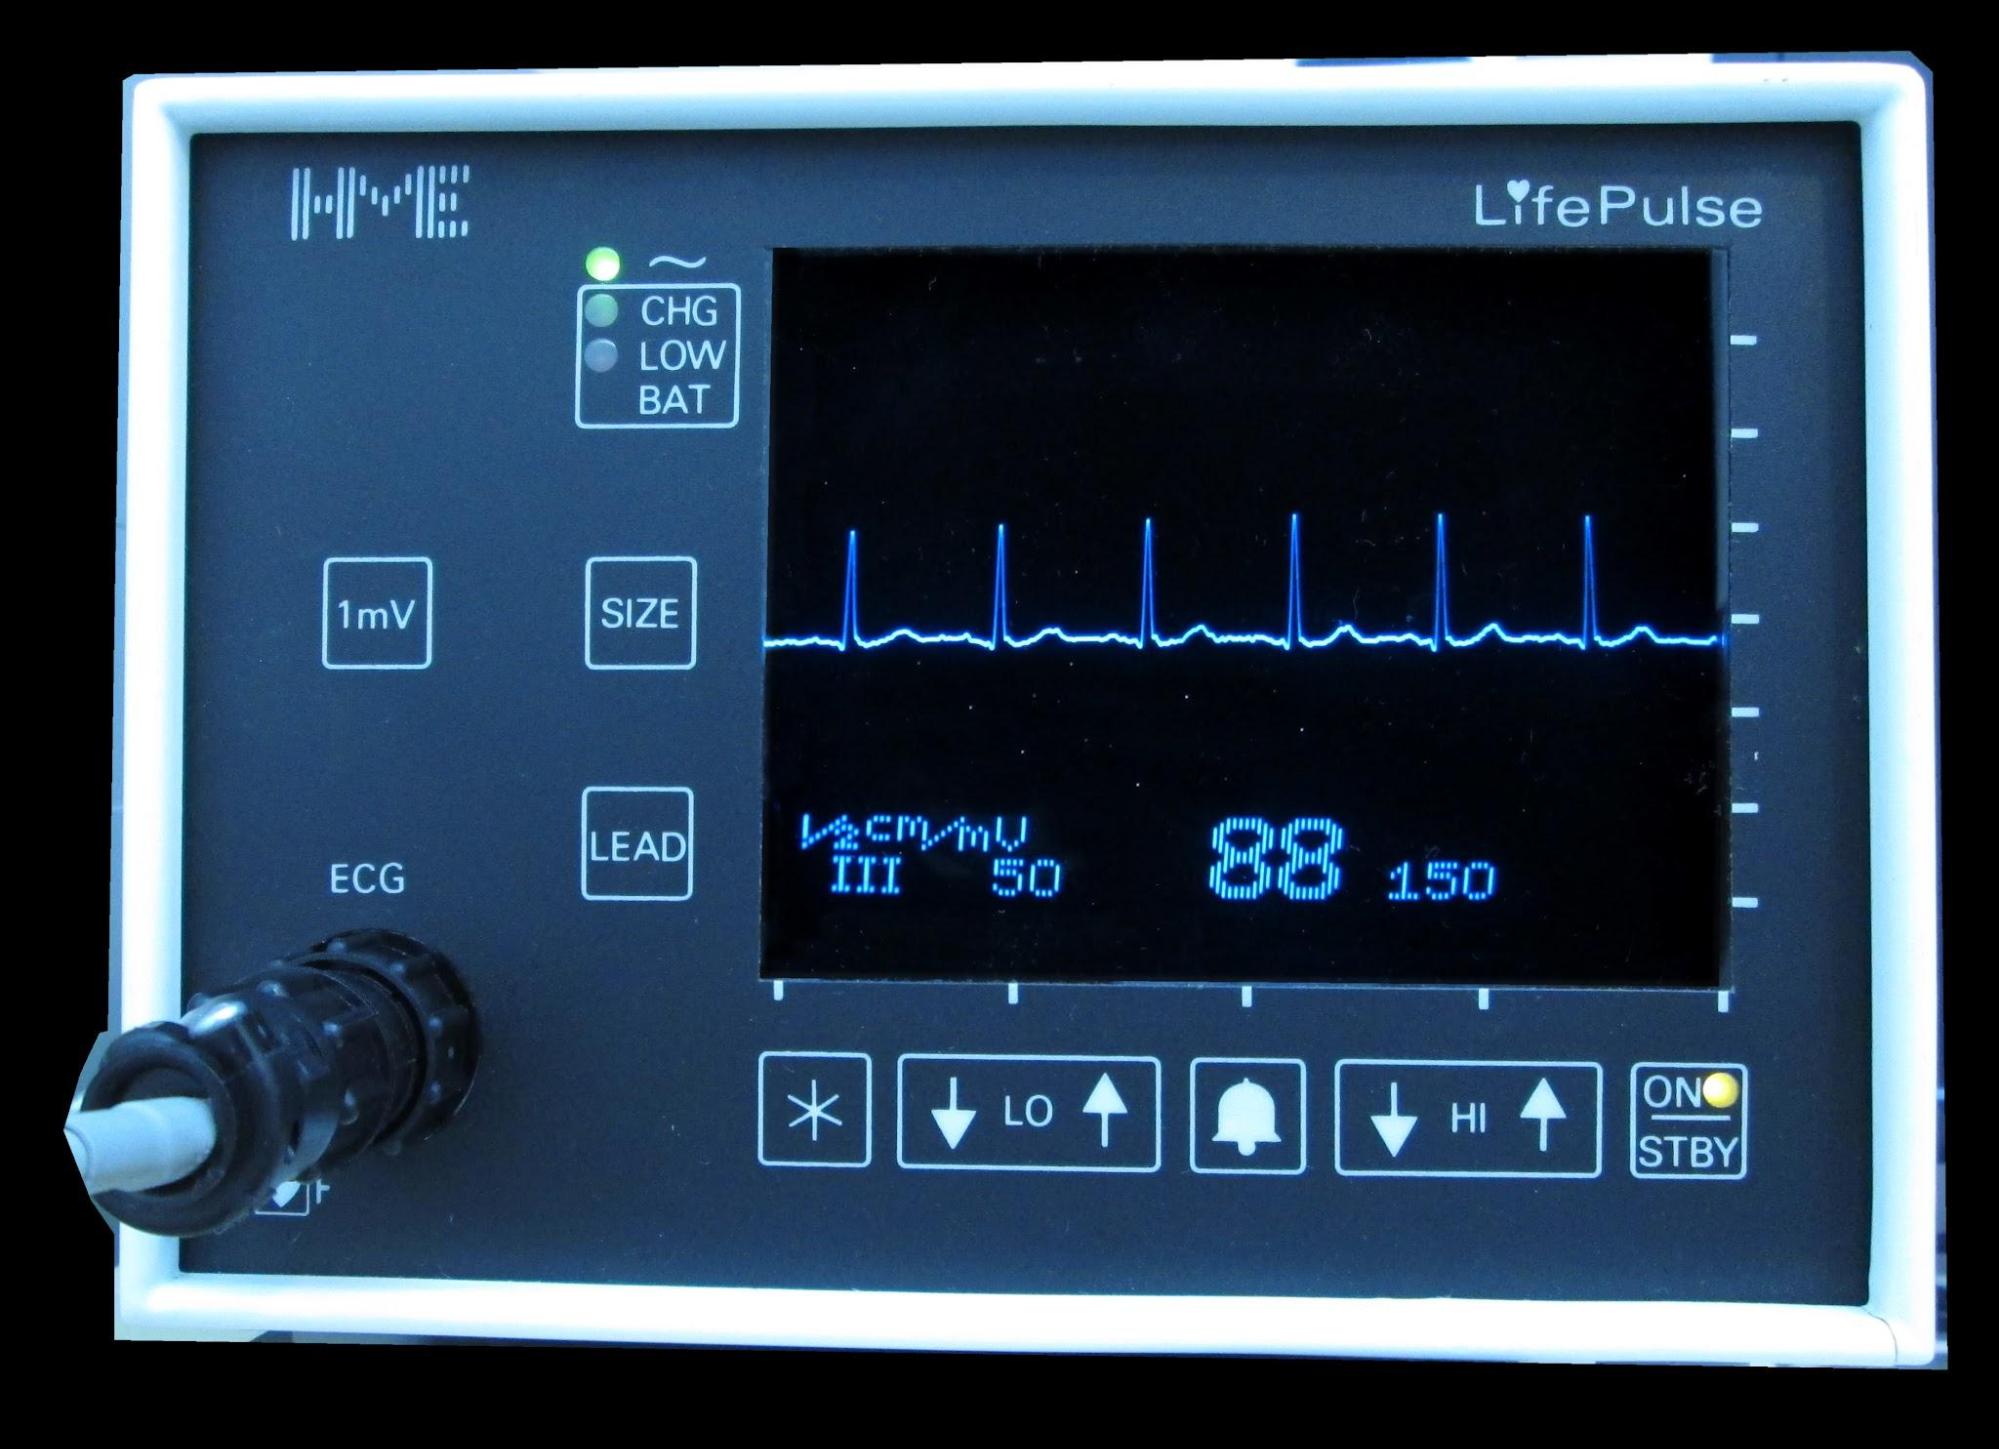 HME
LifePulse
CHG
LOW
BAT
1mV
SIZE
LEAD
ECG
½cm/mV
III 50 88 150
LO
HI
ON
STBY